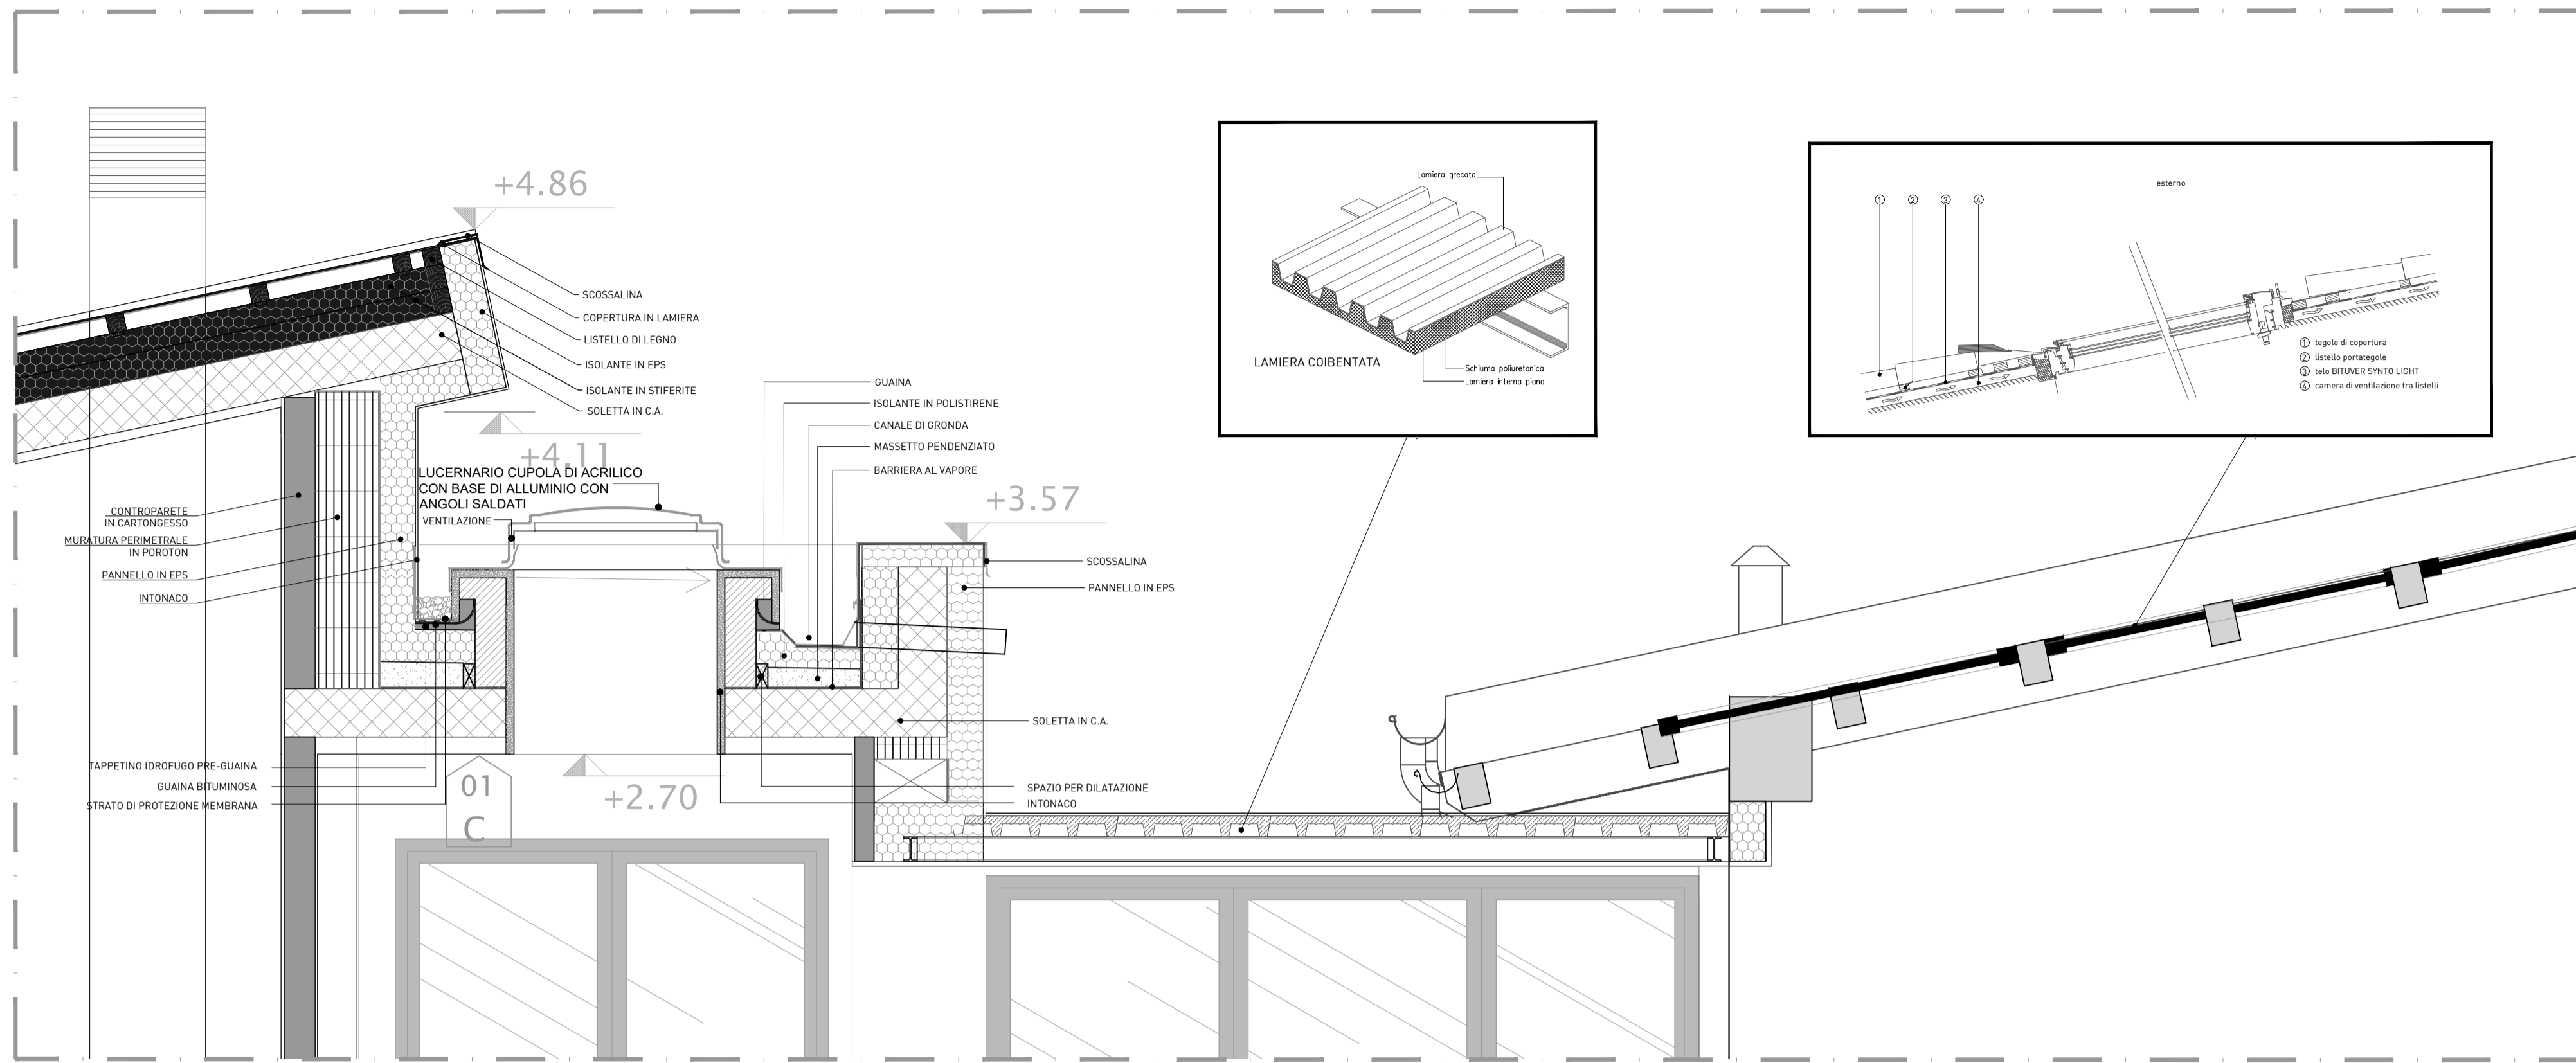 +4.86
SCOSSALINA
COPERTURA IN LAMIERA
LISTELLO DI LEGNO
ISOLANTE IN EPS
ISOLANTE IN STIFERITE
SOLETTA IN C.A.
+4.11
LUCERNARIO CUPOLA DI ACRILICO
CON BASE DI ALLUMINIO CON
ANGOLI SALDATI
VENTILAZIONE
CONTROPARETE
IN CARTONGESSO
MURATURA PERIMETRALE
IN POROTON
PANNELLO IN EPS
INTONACO
TAPPETINO IDROFUGO PRE-GUAINA
GUAINA BITUMINOSA
STRATO DI PROTEZIONE MEMBRANA
01
C
+2.70
GUAINA
ISOLANTE IN POLISTIRENE
CANALE DI GRONDA
MASSETTO PENDENZIATO
BARRIERA AL VAPORE
+3.57
SCOSSALINA
PANNELLO IN EPS
SOLETTA IN C.A.
SPAZIO PER DILATAZIONE
INTONACO
Lamiera grecata
LAMIERA COIBENTATA
Schiuma poliuretanica
Lamiera interna piana
esterno
1 2 3 4
1 tegole di copertura
2 listello portategole
3 telo BITUVER SYNTO LIGHT
4 camera di ventilazione tra listelli